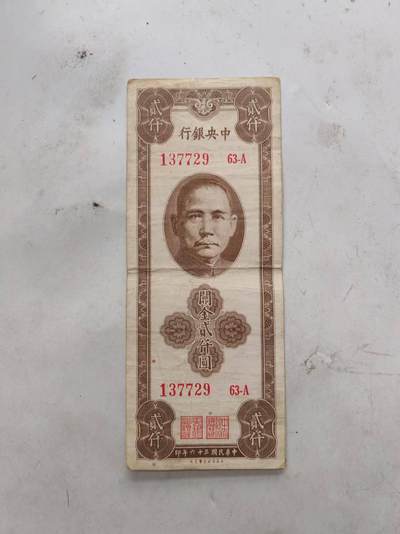 貳仟 貳仟
中央銀行
137729 63-A
關金貳仟圓
137729 63-A
貳仟 貳仟
中華民國三十六年印